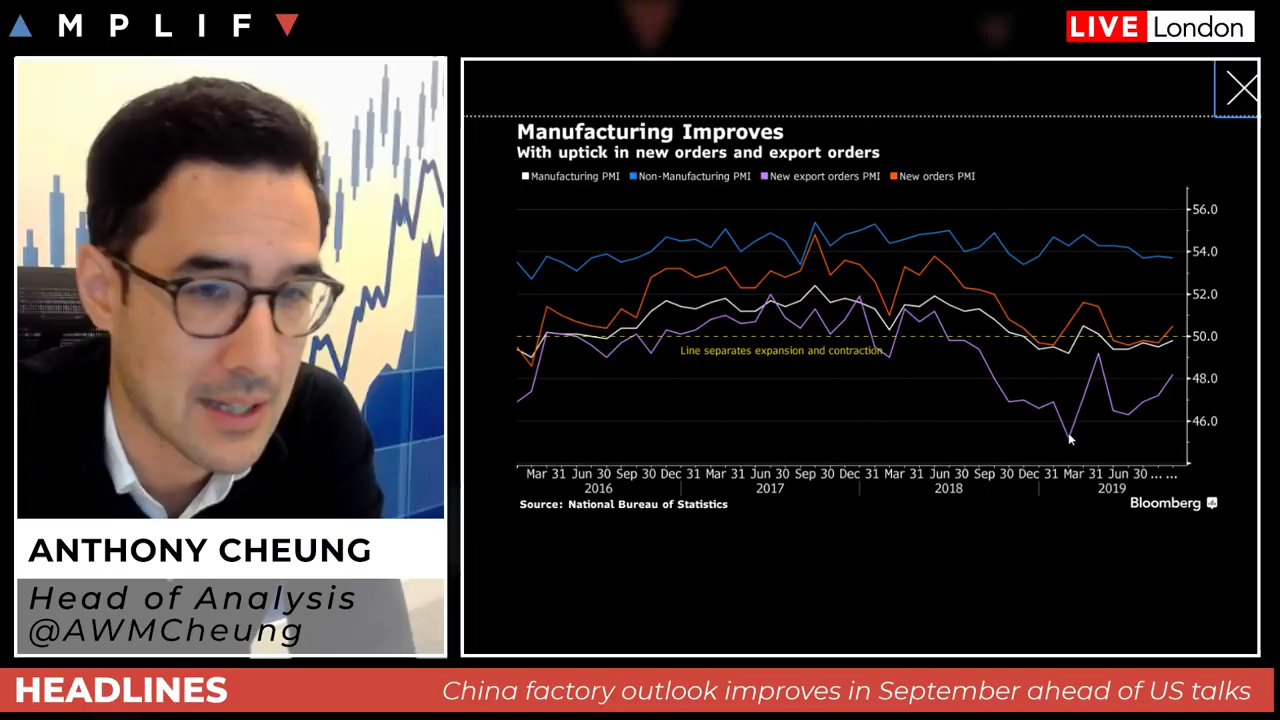 MPLIF
LIVE London
Manufacturing Improves
With uptick in new orders and export orders
Manufacturing PMI Non-Manufacturing PMI New export orders PMI New orders PMI
56.0
54.0
52.0
50.0
Line separates expansion and contraction
48.0
46.0
Mar 31 Jun 30 Sep 30 Dec 31 Mar 31 Jun 30 Sep 30 Dec 31 Mar 31 Jun 30 Sep 30 Dec 31 Mar 31 Jun 30 ... ...
2016 2017 2018 2019
Source: National Bureau of Statistics
Bloomberg
ANTHONY CHEUNG
Head of Analysis
@AWMCheung
HEADLINES
China factory outlook improves in September ahead of US talks